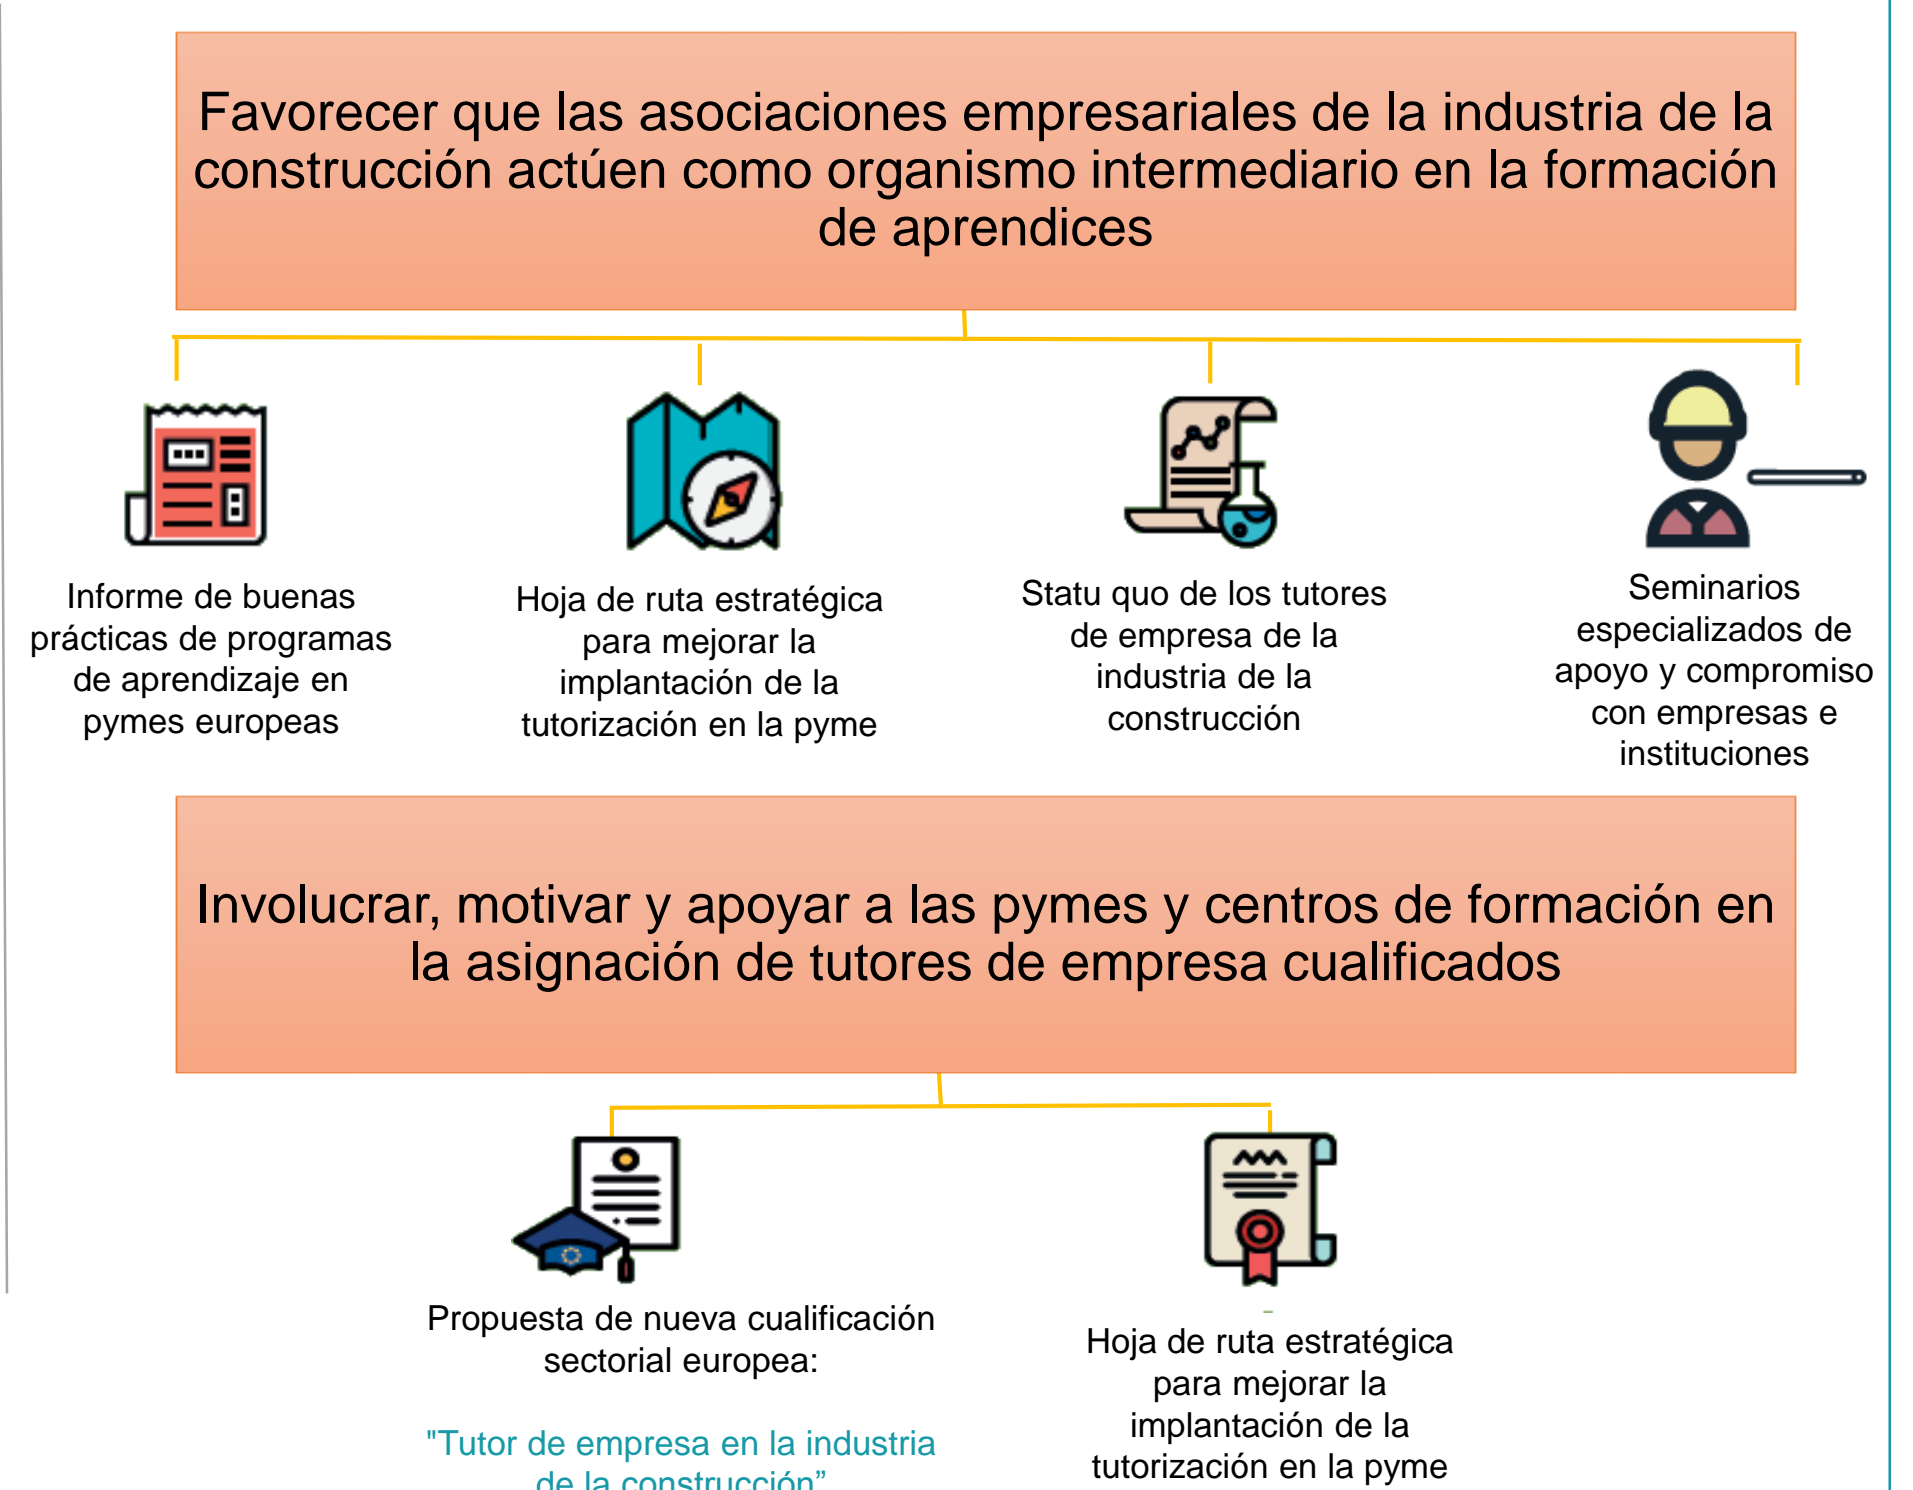 Favorecer que las asociaciones empresariales de la industria de la
construcción actúen como organismo intermediario en la formación
de aprendices
Informe de buenas
prácticas de programas
de aprendizaje en
pymes europeas
Hoja de ruta estratégica
para mejorar la
implantación de la
tutorización en la pyme
Statu quo de los tutores
de empresa de la
industria de la
construcción
Seminarios
especializados de
apoyo y compromiso
con empresas e
instituciones
Involucrar, motivar y apoyar a las pymes y centros de formación en
la asignación de tutores de empresa cualificados
Propuesta de nueva cualificación
sectorial europea:
"Tutor de empresa en la industria
de la construcción”
Hoja de ruta estratégica
para mejorar la
implantación de la
tutorización en la pyme